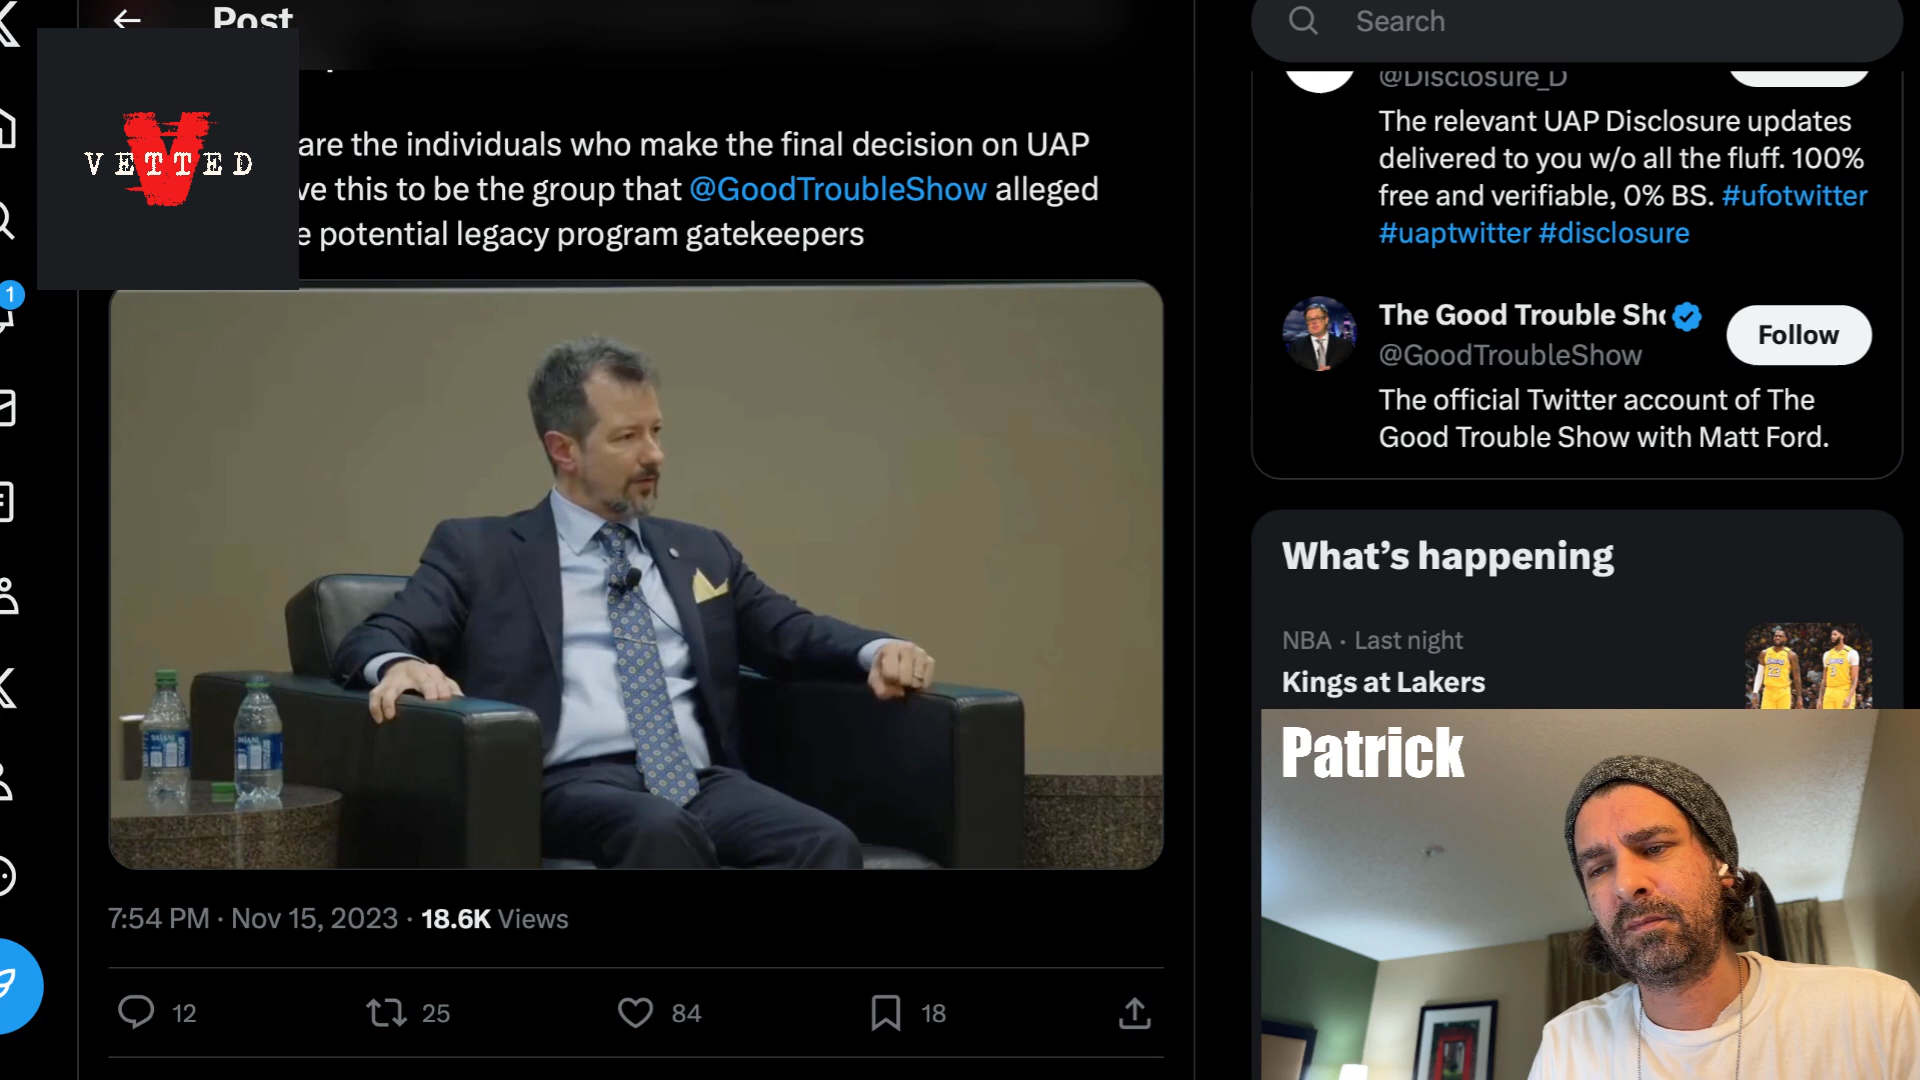 Post
VETTED
are the individuals who make the final decision on UAP
ve this to be the group that @GoodTroubleShow alleged
e potential legacy program gatekeepers
DASANI
7:54 PM · Nov 15, 2023 · 18.6K Views
12
25
84
18
1
Search
@Disclosure_D
The relevant UAP Disclosure updates
delivered to you w/o all the fluff. 100%
free and verifiable, 0% BS. #ufotwitter
#uaptwitter #disclosure
The Good Trouble Sho
@GoodTroubleShow
Follow
The official Twitter account of The
Good Trouble Show with Matt Ford.
What's happening
NBA · Last night
Kings at Lakers
Patrick